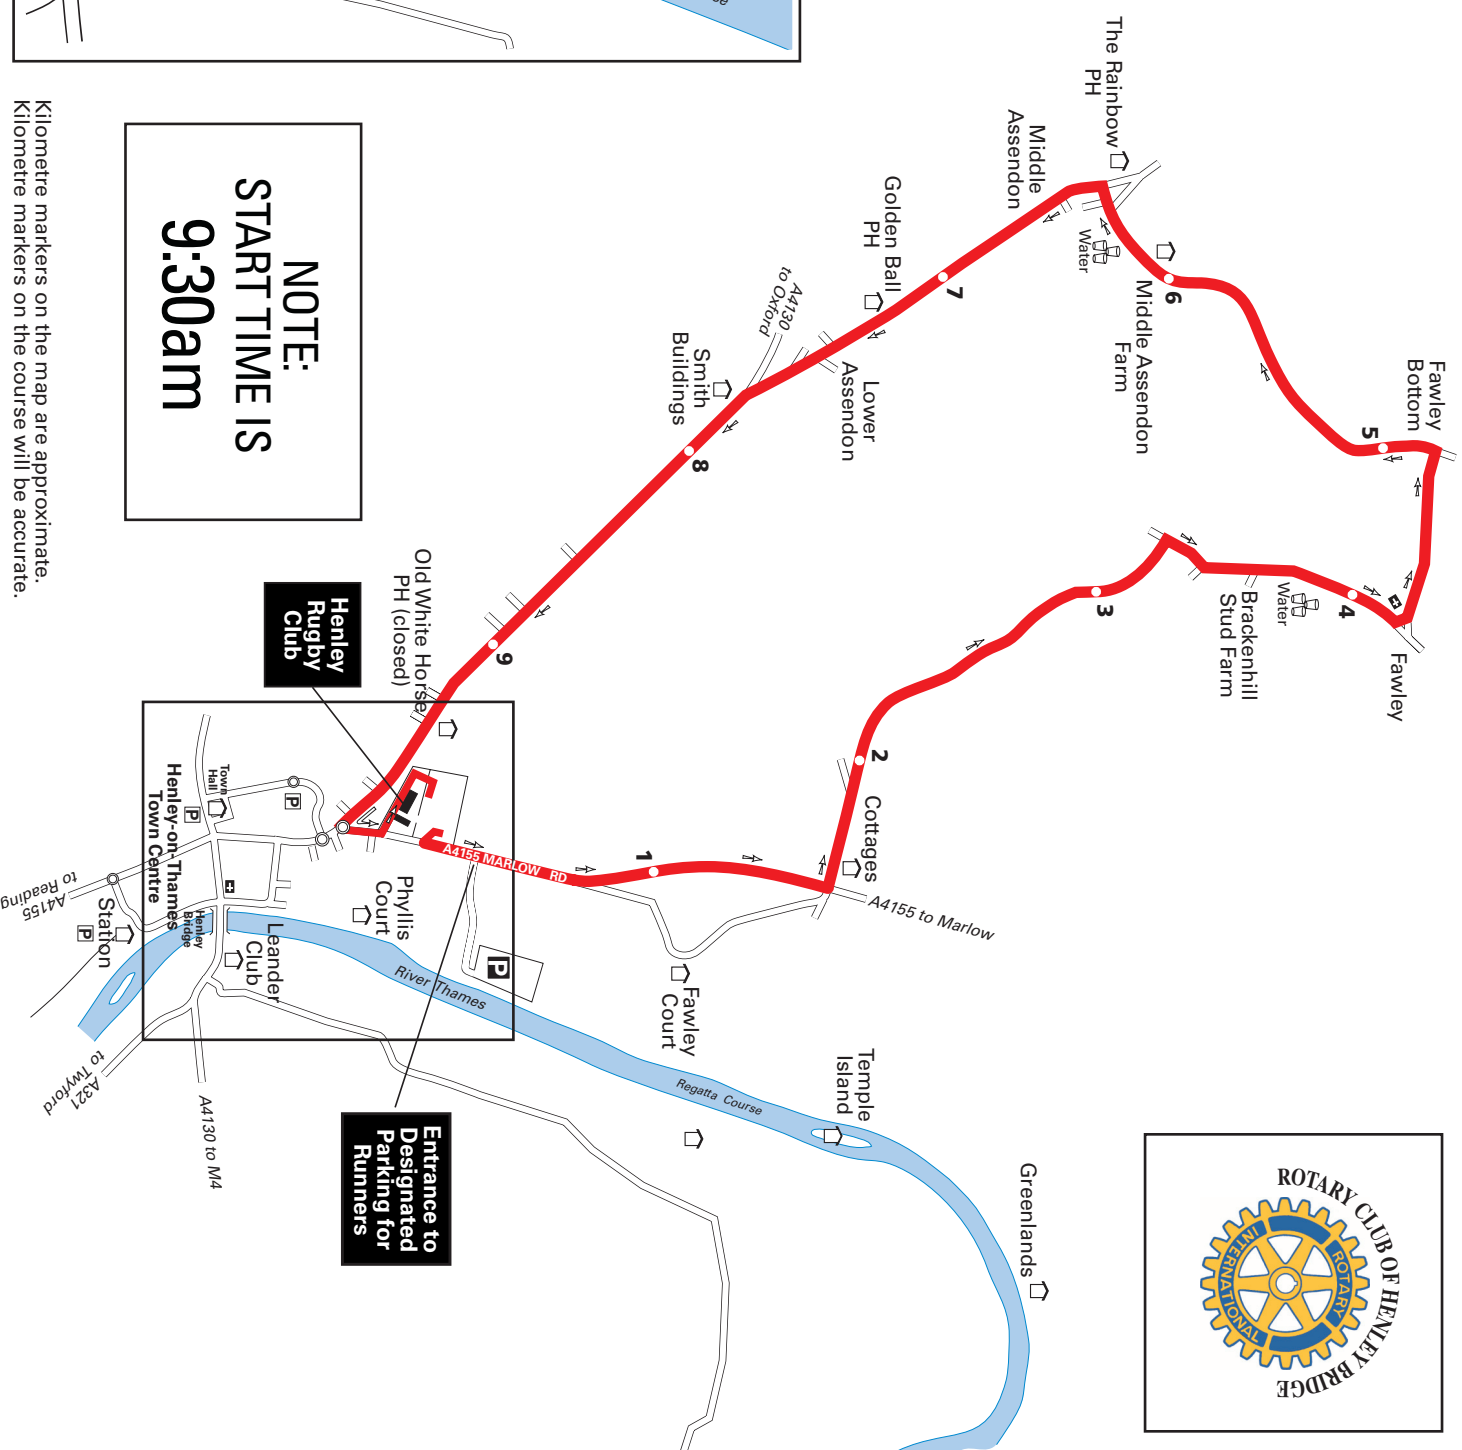 ROTARY CLUB OF HENLEY BRIDGE
ROTARY
INTERNATIONAL
Fawley
Bottom
Fawley
5
4
Water
Brackenhill
Stud Farm
6
Middle Assendon
Farm
The Rainbow
PH
Water
3
Middle
Assendon
7
Golden Ball
PH
Lower
Assendon
A4130
to Oxford
Smith
Buildings
8
2
Cottages
A4155 to Marlow
Greenlands
Temple
Island
Regatta Course
Fawley
Court
1
9
A4155 MARLOW RD
P
River Thames
Old White Horse
PH (closed)
Phyllis
Court
Henley
Rugby
Club
Entrance to
Designated
Parking for
Runners
NOTE:
START TIME IS
9:30am
P
Town
Hall
P
Leander
Club
Henley
Bridge
Henley-on-Thames
Town Centre
Station
P
A4155
to Reading
A321
to Twyford
A4130 to M4
Kilometre markers on the map are approximate.
Kilometre markers on the course will be accurate.